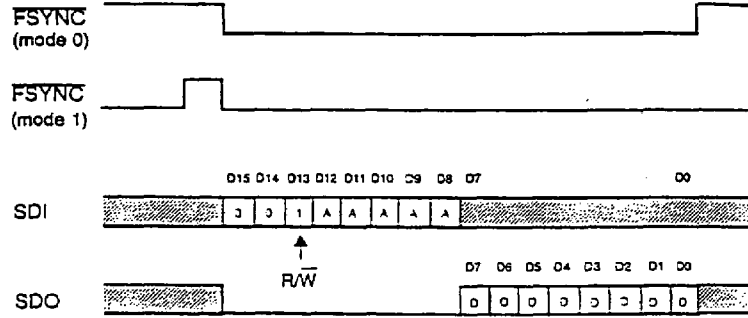 FSYNC
(mode 0)
FSYNC
(mode 1)
D15 D14 D13 D12 D11 D10 D9 D8 D7 D0
SDI
1 A A A A A
R/W
D7 D6 D5 D4 D3 D2 D1 D0
SDO